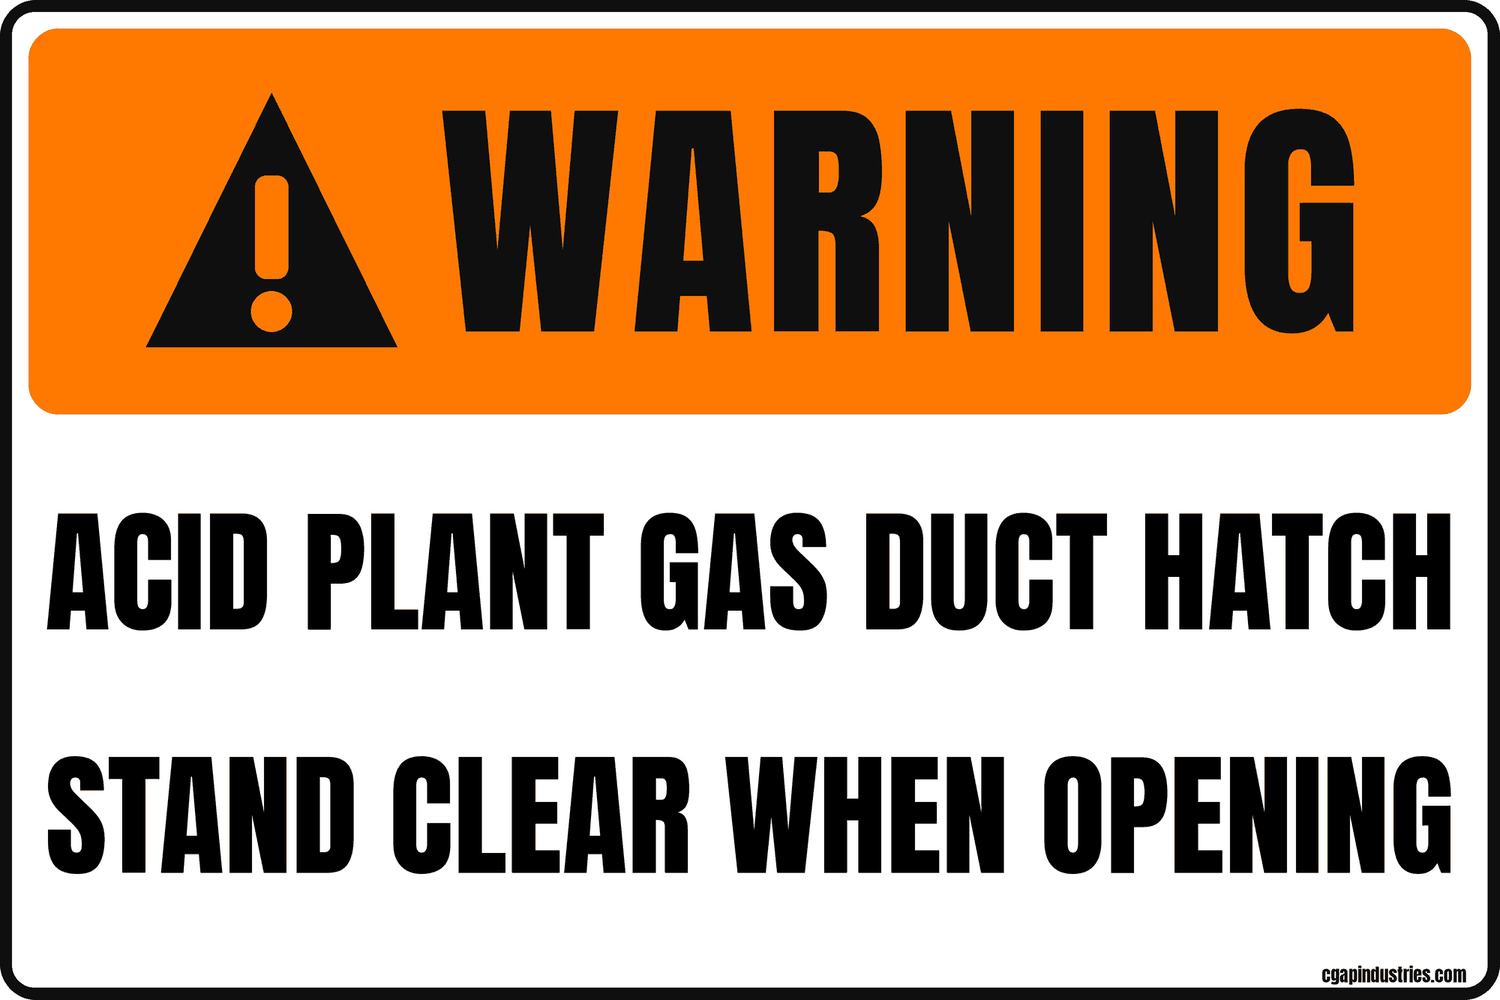 WARNING
ACID PLANT GAS DUCT HATCH
STAND CLEAR WHEN OPENING
cgapindustries.com